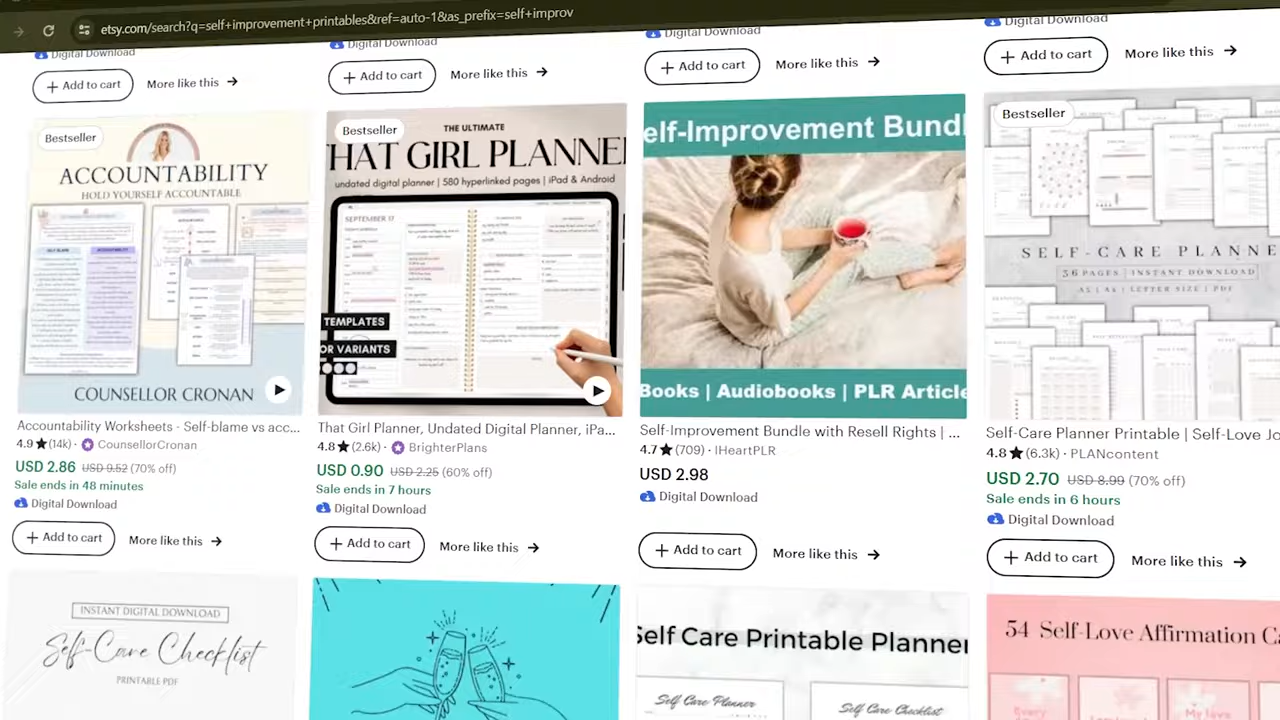 etsy.com/search?q=self+improvement+printables&ref=auto-1&as_prefix=self+improv
Digital Download
Digital Download
Digital Download
Digital Download
+ Add to cart
More like this →
+ Add to cart
More like this →
+ Add to cart
More like this →
+ Add to cart
More like this →
Bestseller
ACCOUNTABILITY
HOLD YOURSELF ACCOUNTABLE
COUNSELLOR CRONAN
Accountability Worksheets - Self-blame vs acc...
4.9 ★ (14k) · CounsellorCronan
USD 2.86 USD 9.52 (70% off)
Sale ends in 48 minutes
Digital Download
+ Add to cart
More like this →
Bestseller
THE ULTIMATE
THAT GIRL PLANNE
undated digital planner | 580 hyperlinked pages | iPad & Android
SEPTEMBER 17
TEMPLATES
OR VARIANTS
That Girl Planner, Undated Digital Planner, iPa...
4.8 ★ (2.6k) · BrighterPlans
USD 0.90 USD 2.25 (60% off)
Sale ends in 7 hours
Digital Download
+ Add to cart
More like this →
elf-Improvement Bundl
Books | Audiobooks | PLR Article
Self-Improvement Bundle with Resell Rights | ...
4.7 ★ (709) · IHeartPLR
USD 2.98
Digital Download
+ Add to cart
More like this →
Bestseller
SELF-CARE PLANNE
36 PAGES INSTANT DOWNLOAD
Self-Care Planner Printable | Self-Love Jo
4.8 ★ (6.3k) · PLANcontent
USD 2.70 USD 8.99 (70% off)
Sale ends in 6 hours
Digital Download
+ Add to cart
More like this →
INSTANT DIGITAL DOWNLOAD
Self-Care Checklist
PRINTABLE PDF
Self Care Printable Planner
Self Care Planner
Self Care Checklist
54 Self-Love Affirmation Ca
Every
My love